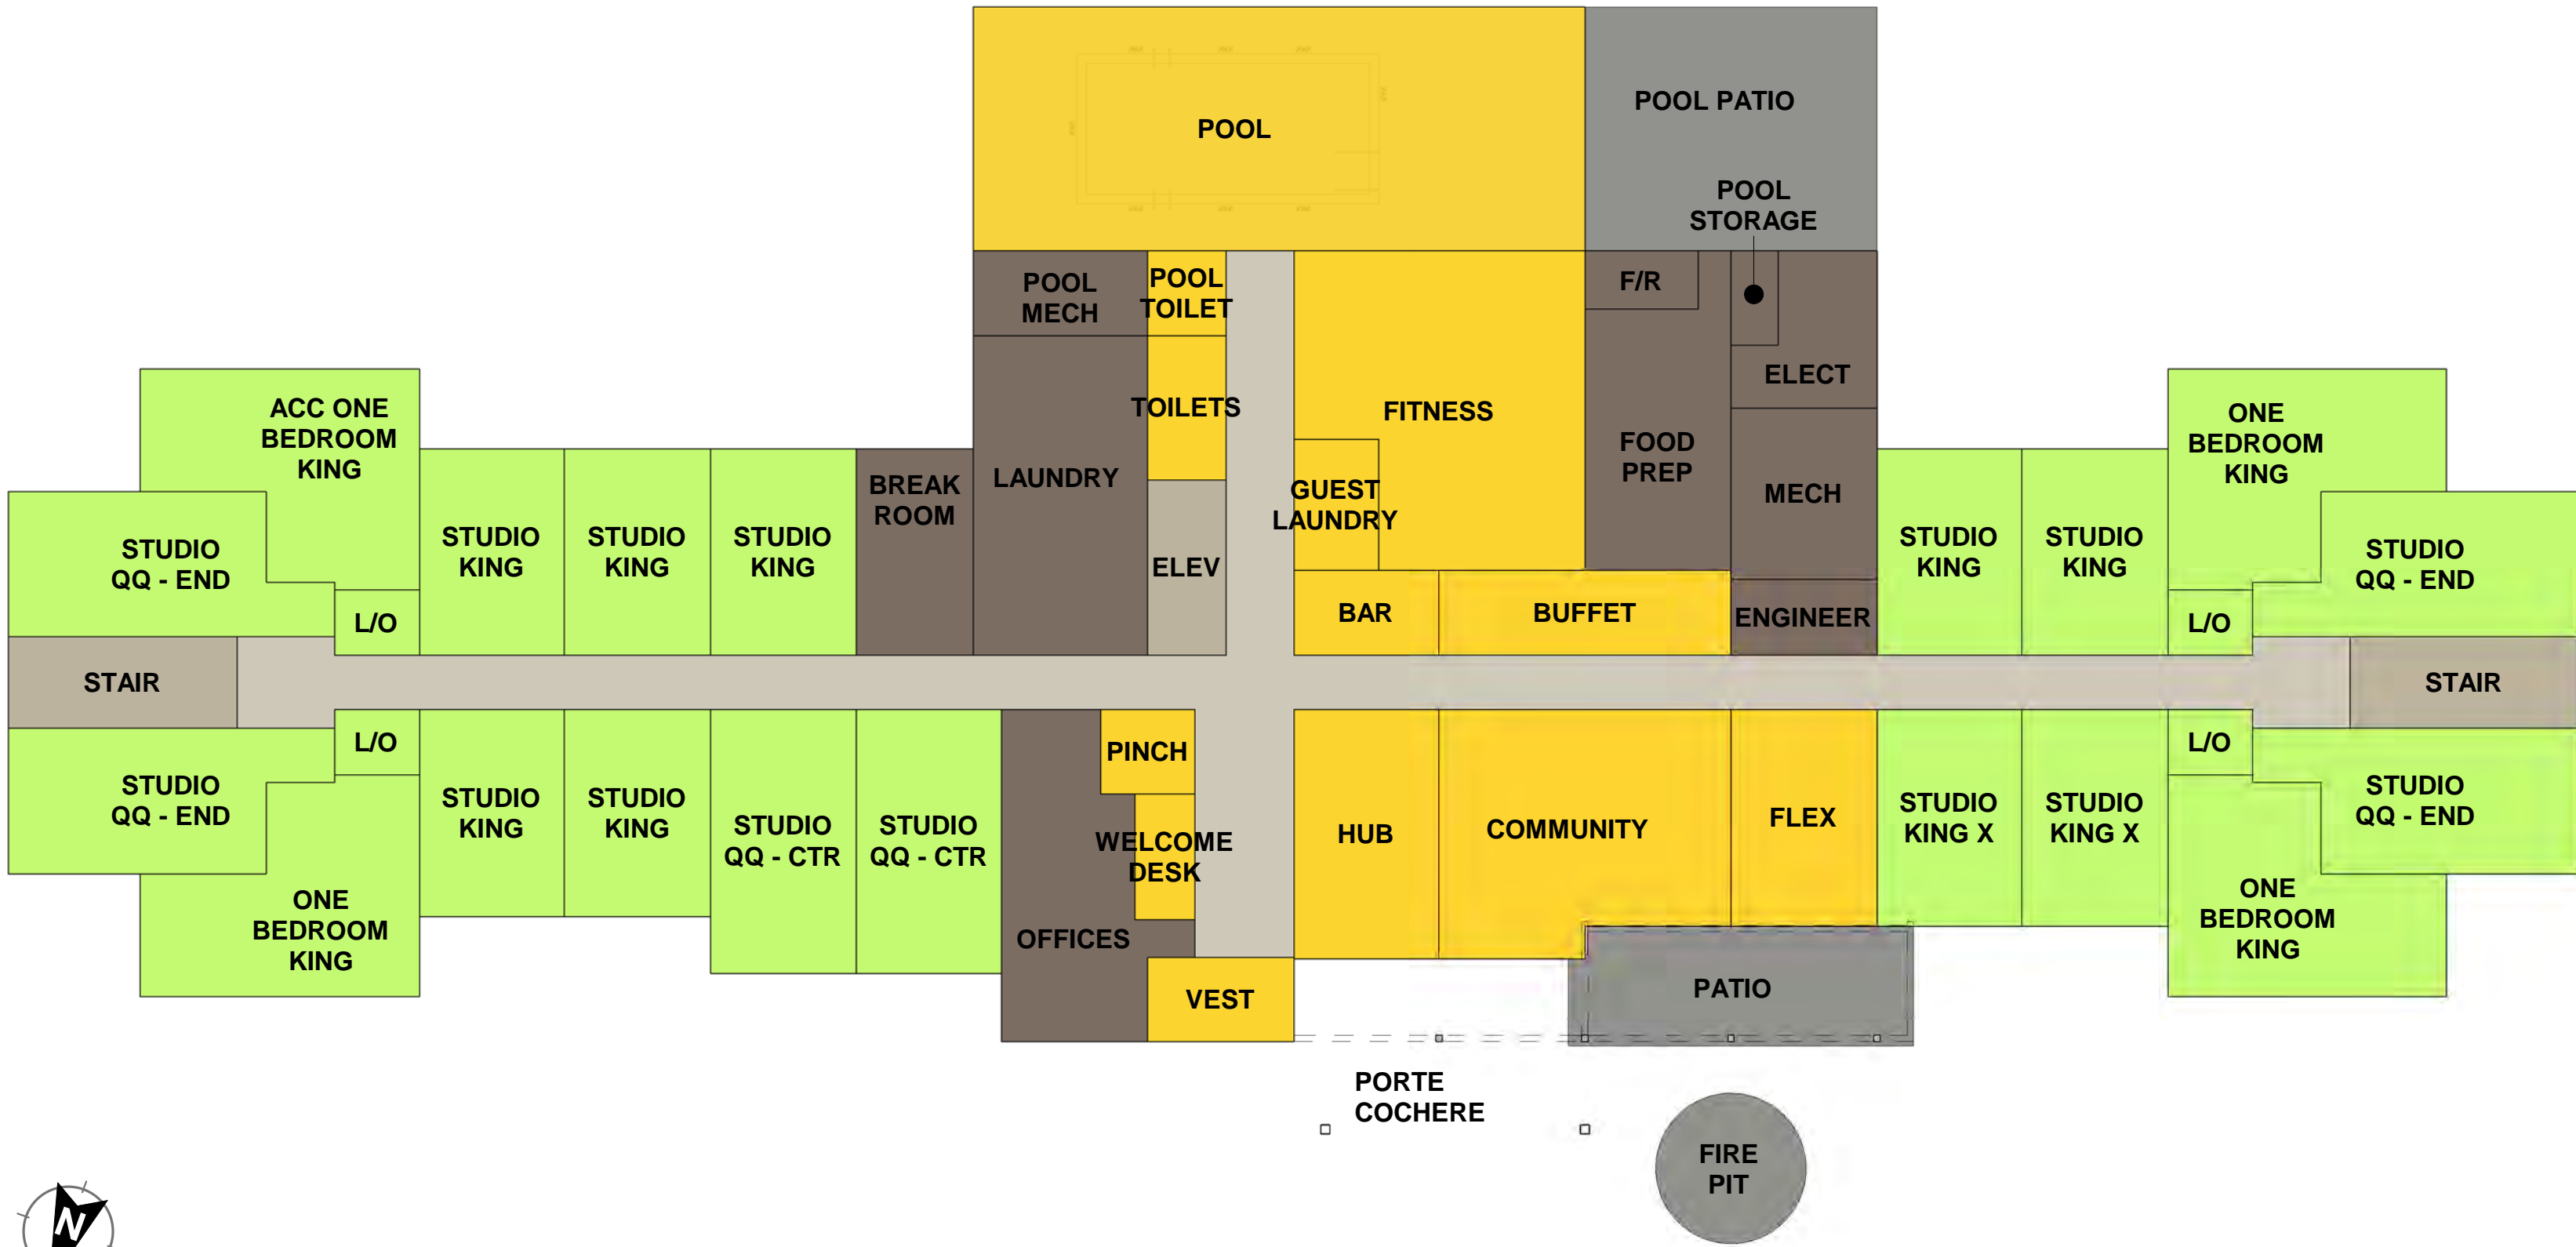 POOL
POOL PATIO
POOL
STORAGE
POOL
MECH
POOL
TOILET
F/R
ELECT
TOILETS
FITNESS
ACC ONE
BEDROOM
KING
ONE
BEDROOM
KING
FOOD
PREP
LAUNDRY
BREAK
ROOM
MECH
GUEST
LAUNDRY
STUDIO
QQ - END
STUDIO
KING
STUDIO
KING
STUDIO
KING
ELEV
STUDIO
KING
STUDIO
KING
STUDIO
QQ - END
L/O
BAR
BUFFET
ENGINEER
L/O
STAIR
STAIR
L/O
PINCH
L/O
STUDIO
QQ - END
STUDIO
KING
STUDIO
KING
STUDIO
QQ - CTR
STUDIO
QQ - CTR
WELCOME
DESK
HUB
COMMUNITY
FLEX
STUDIO
KING X
STUDIO
KING X
STUDIO
QQ - END
ONE
BEDROOM
KING
OFFICES
ONE
BEDROOM
KING
VEST
PATIO
PORTE
COCHERE
FIRE
PIT
N